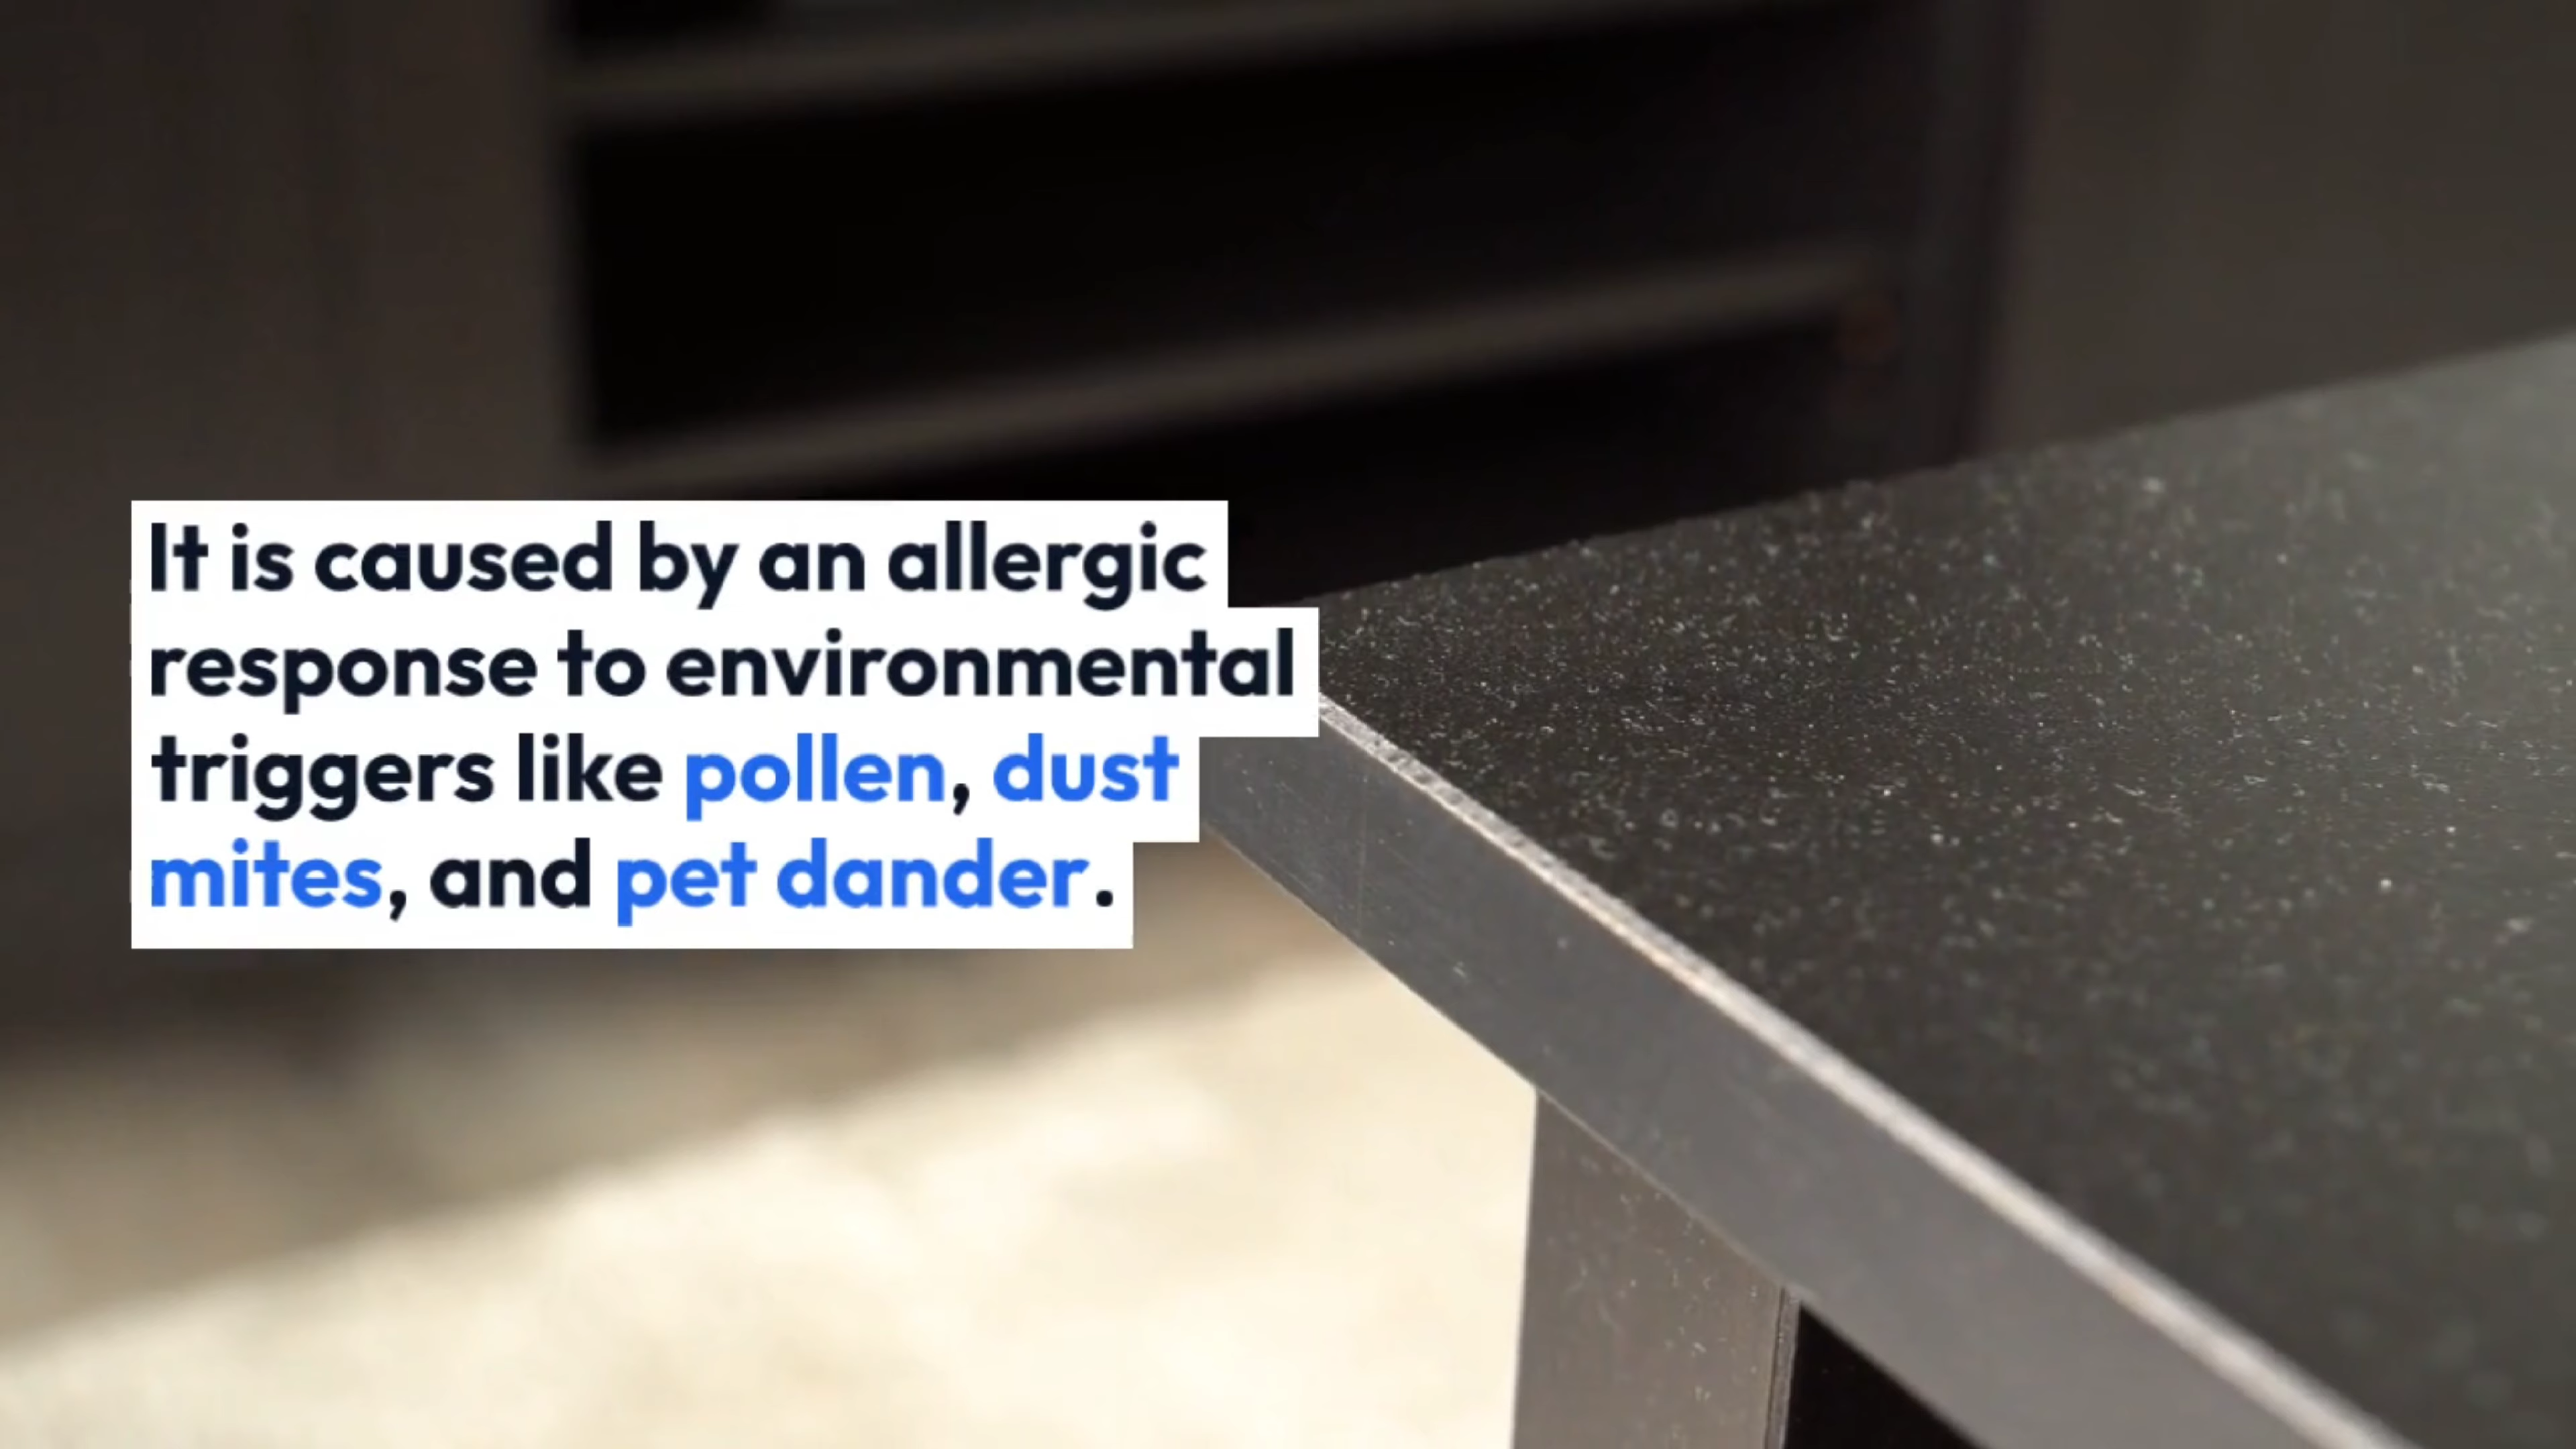 It is caused by an allergic
response to environmental
triggers like pollen, dust
mites, and pet dander.